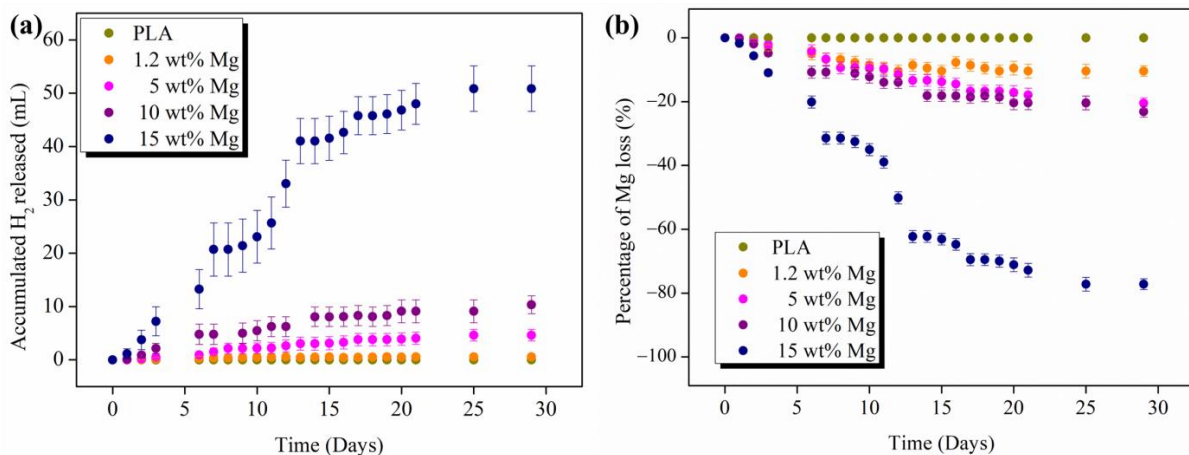 (a)
PLA
1.2 wt% Mg
5 wt% Mg
10 wt% Mg
15 wt% Mg
60
50
40
30
20
10
0
Accumulated H₂ released (mL)
0 5 10 15 20 25 30
Time (Days)
(b)
0
−20
−40
−60
−80
−100
Percentage of Mg loss (%)
PLA
1.2 wt% Mg
5 wt% Mg
10 wt% Mg
15 wt% Mg
0 5 10 15 20 25 30
Time (Days)